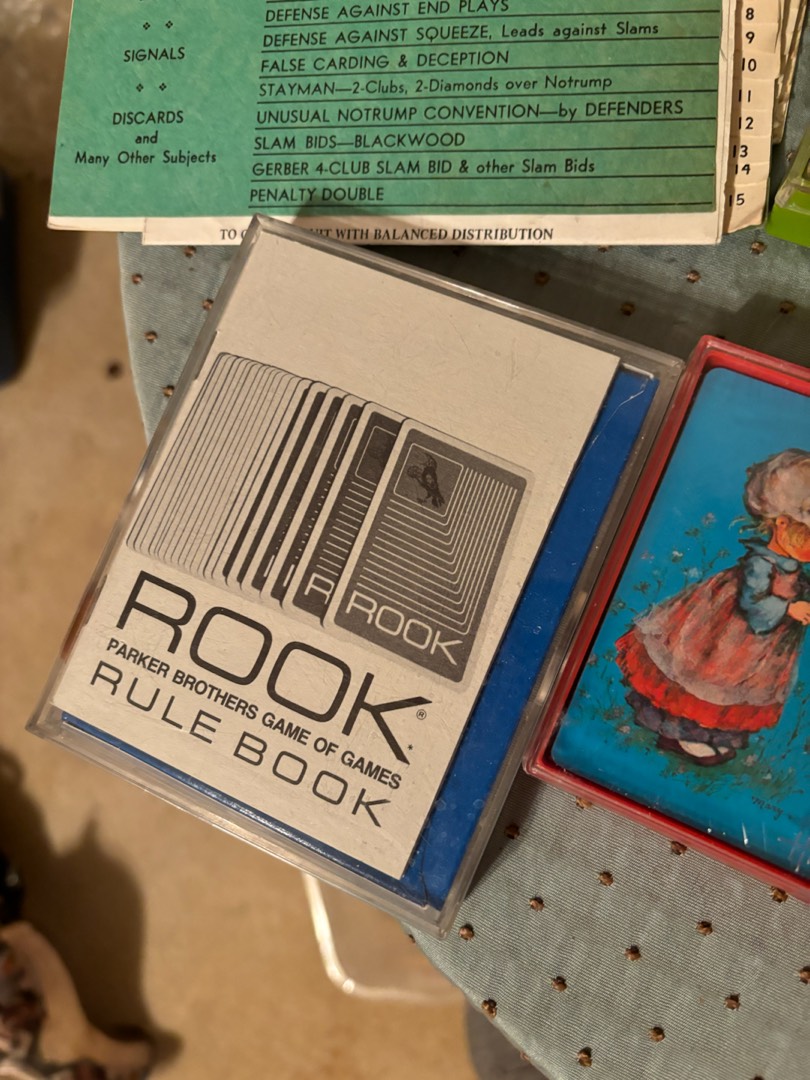 DEFENSE AGAINST END PLAYS
DEFENSE AGAINST SQUEEZE, Leads against Slams
FALSE CARDING & DECEPTION
STAYMAN—2-Clubs, 2-Diamonds over Notrump
UNUSUAL NOTRUMP CONVENTION—by DEFENDERS
SLAM BIDS—BLACKWOOD
GERBER 4-CLUB SLAM BID & other Slam Bids
PENALTY DOUBLE
SIGNALS
DISCARDS
and
Many Other Subjects
8
9
10
11
12
13
14
15
TO WITH BALANCED DISTRIBUTION
R
ROOK
ROOK®
PARKER BROTHERS GAME OF GAMES
RULE BOOK